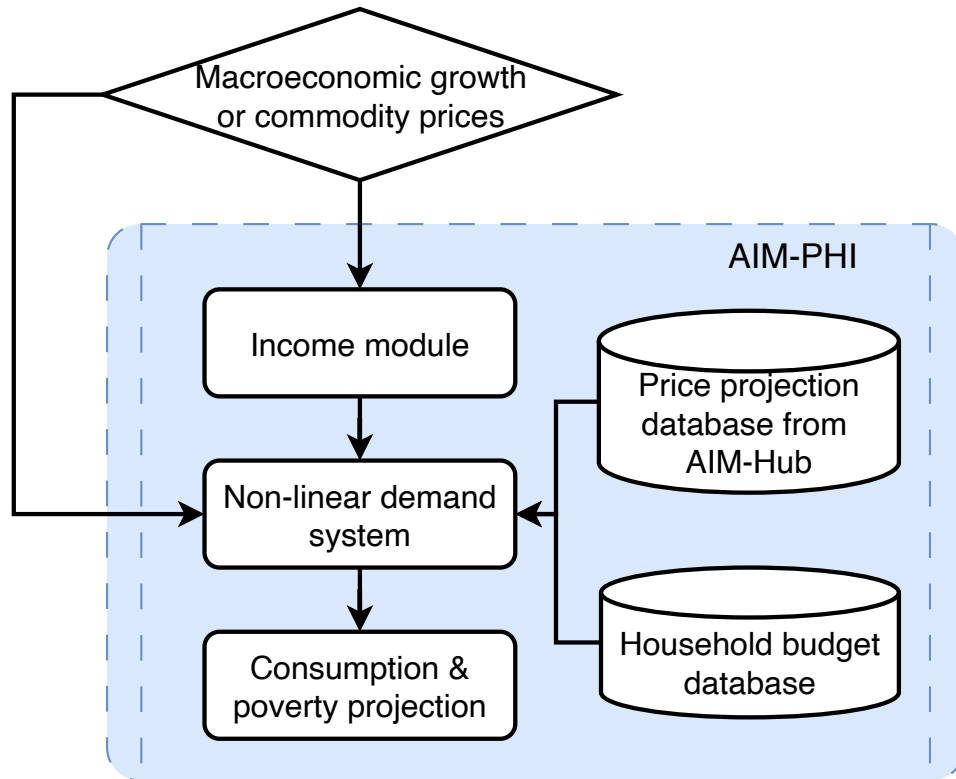 Macroeconomic growth
or commodity prices
AIM-PHI
Income module
Price projection
database from
AIM-Hub
Non-linear demand
system
Consumption &
poverty projection
Household budget
database